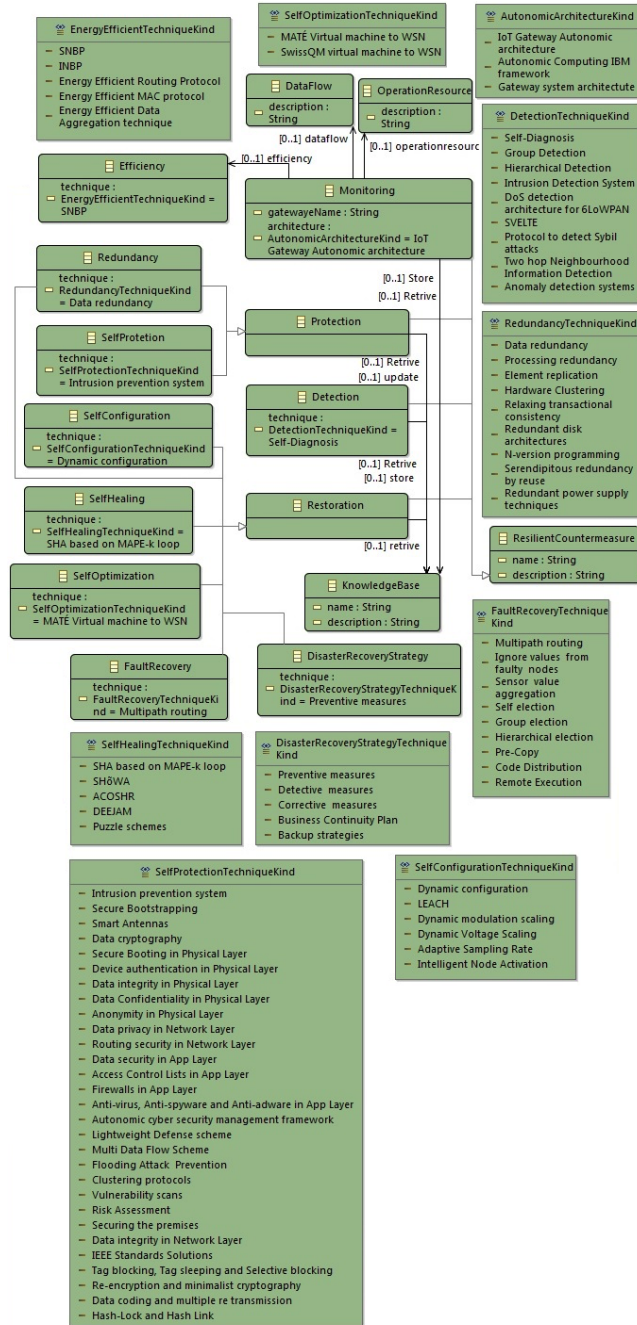 EnergyEfficientTechniqueKind
SNBP
INBP
Energy Efficient Routing Protocol
Energy Efficient MAC protocol
Energy Efficient Data
Aggregation technique
SelfOptimizationTechniqueKind
MATÉ Virtual machine to WSN
SwissQM virtual machine to WSN
AutonomicArchitectureKind
IoT Gateway Autonomic
architecture
Autonomic Computing IBM
framework
Gateway system architectute
DataFlow
description :
String
OperationResource
description :
String
[0..1] dataflow
[0..1] operationresourc
[0..1] efficiency
Efficiency
technique :
EnergyEfficientTechniqueKind =
SNBP
Monitoring
gatewayeName : String
architecture :
AutonomicArchitectureKind = IoT
Gateway Autonomic architecture
DetectionTechniqueKind
Self-Diagnosis
Group Detection
Hierarchical Detection
Intrusion Detection System
DoS detection
architecture for 6LoWPAN
SVELTE
Protocol to detect Sybil
attacks
Two hop Neighbourhood
Information Detection
Anomaly detection systems
Redundancy
technique :
RedundancyTechniqueKind
= Data redundancy
[0..1] Store
[0..1] Retrive
SelfProtetion
technique :
SelfProtectionTechniqueKind
= Intrusion prevention system
Protection
[0..1] Retrive
[0..1] update
RedundancyTechniqueKind
Data redundancy
Processing redundancy
Element replication
Hardware Clustering
Relaxing transactional
consistency
Redundant disk
architectures
N-version programming
Serendipitous redundancy
by reuse
Redundant power supply
techniques
SelfConfiguration
technique :
SelfConfigurationTechniqueKind
= Dynamic configuration
Detection
technique :
DetectionTechniqueKind =
Self-Diagnosis
[0..1] Retrive
[0..1] store
SelfHealing
technique :
SelfHealingTechniqueKind =
SHA based on MAPE-k loop
Restoration
[0..1] retrive
ResilientCountermeasure
name : String
description : String
SelfOptimization
technique :
SelfOptimizationTechniqueKind
= MATÉ Virtual machine to WSN
KnowledgeBase
name : String
description : String
FaultRecovery
technique :
FaultRecoveryTechniqueKi
nd = Multipath routing
DisasterRecoveryStrategy
technique :
DisasterRecoveryStrategyTechniqueK
ind = Preventive measures
FaultRecoveryTechnique
Kind
Multipath routing
Ignore values from
faulty nodes
Sensor value
aggregation
Self election
Group election
Hierarchical election
Pre-Copy
Code Distribution
Remote Execution
SelfHealingTechniqueKind
SHA based on MAPE-k loop
SHõWA
ACOSHR
DEEJAM
Puzzle schemes
DisasterRecoveryStrategyTechnique
Kind
Preventive measures
Detective measures
Corrective measures
Business Continuity Plan
Backup strategies
SelfProtectionTechniqueKind
Intrusion prevention system
Secure Bootstrapping
Smart Antennas
Data cryptography
Secure Booting in Physical Layer
Device authentication in Physical Layer
Data integrity in Physical Layer
Data Confidentiality in Physical Layer
Anonymity in Physical Layer
Data privacy in Network Layer
Routing security in Network Layer
Data security in App Layer
Access Control Lists in App Layer
Firewalls in App Layer
Anti-virus, Anti-spyware and Anti-adware in App Layer
Autonomic cyber security management framework
Lightweight Defense scheme
Multi Data Flow Scheme
Flooding Attack Prevention
Clustering protocols
Vulnerability scans
Risk Assessment
Securing the premises
Data integrity in Network Layer
IEEE Standards Solutions
Tag blocking, Tag sleeping and Selective blocking
Re-encryption and minimalist cryptography
Data coding and multiple re transmission
Hash-Lock and Hash Link
SelfConfigurationTechniqueKind
Dynamic configuration
LEACH
Dynamic modulation scaling
Dynamic Voltage Scaling
Adaptive Sampling Rate
Intelligent Node Activation